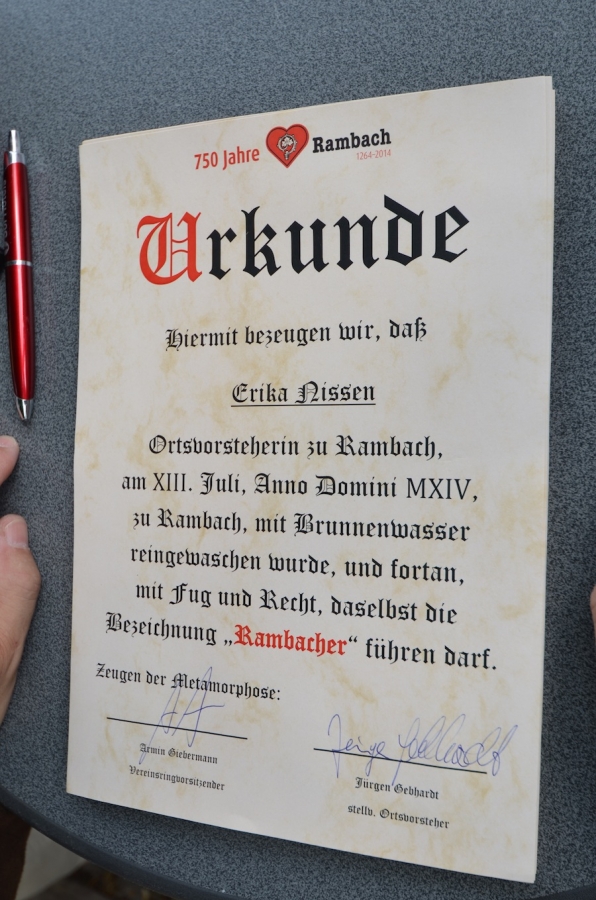 750 Jahre Rambach
1264-2014
Urkunde
Hiermit bezeugen wir, daß
Erika Nissen
Ortsvorsteherin zu Rambach,
am XIII. Juli, Anno Domini MXIV,
zu Rambach, mit Brunnenwasser
reingewaschen wurde, und fortan,
mit Fug und Recht, daselbst die
Bezeichnung „Rambacher“ führen darf.
Zeugen der Metamorphose:
Armin Giebermann
Vereinsringvorsitzender
Jürgen Gebhardt
Jürgen Gebhardt
stellv. Ortsvorsteher